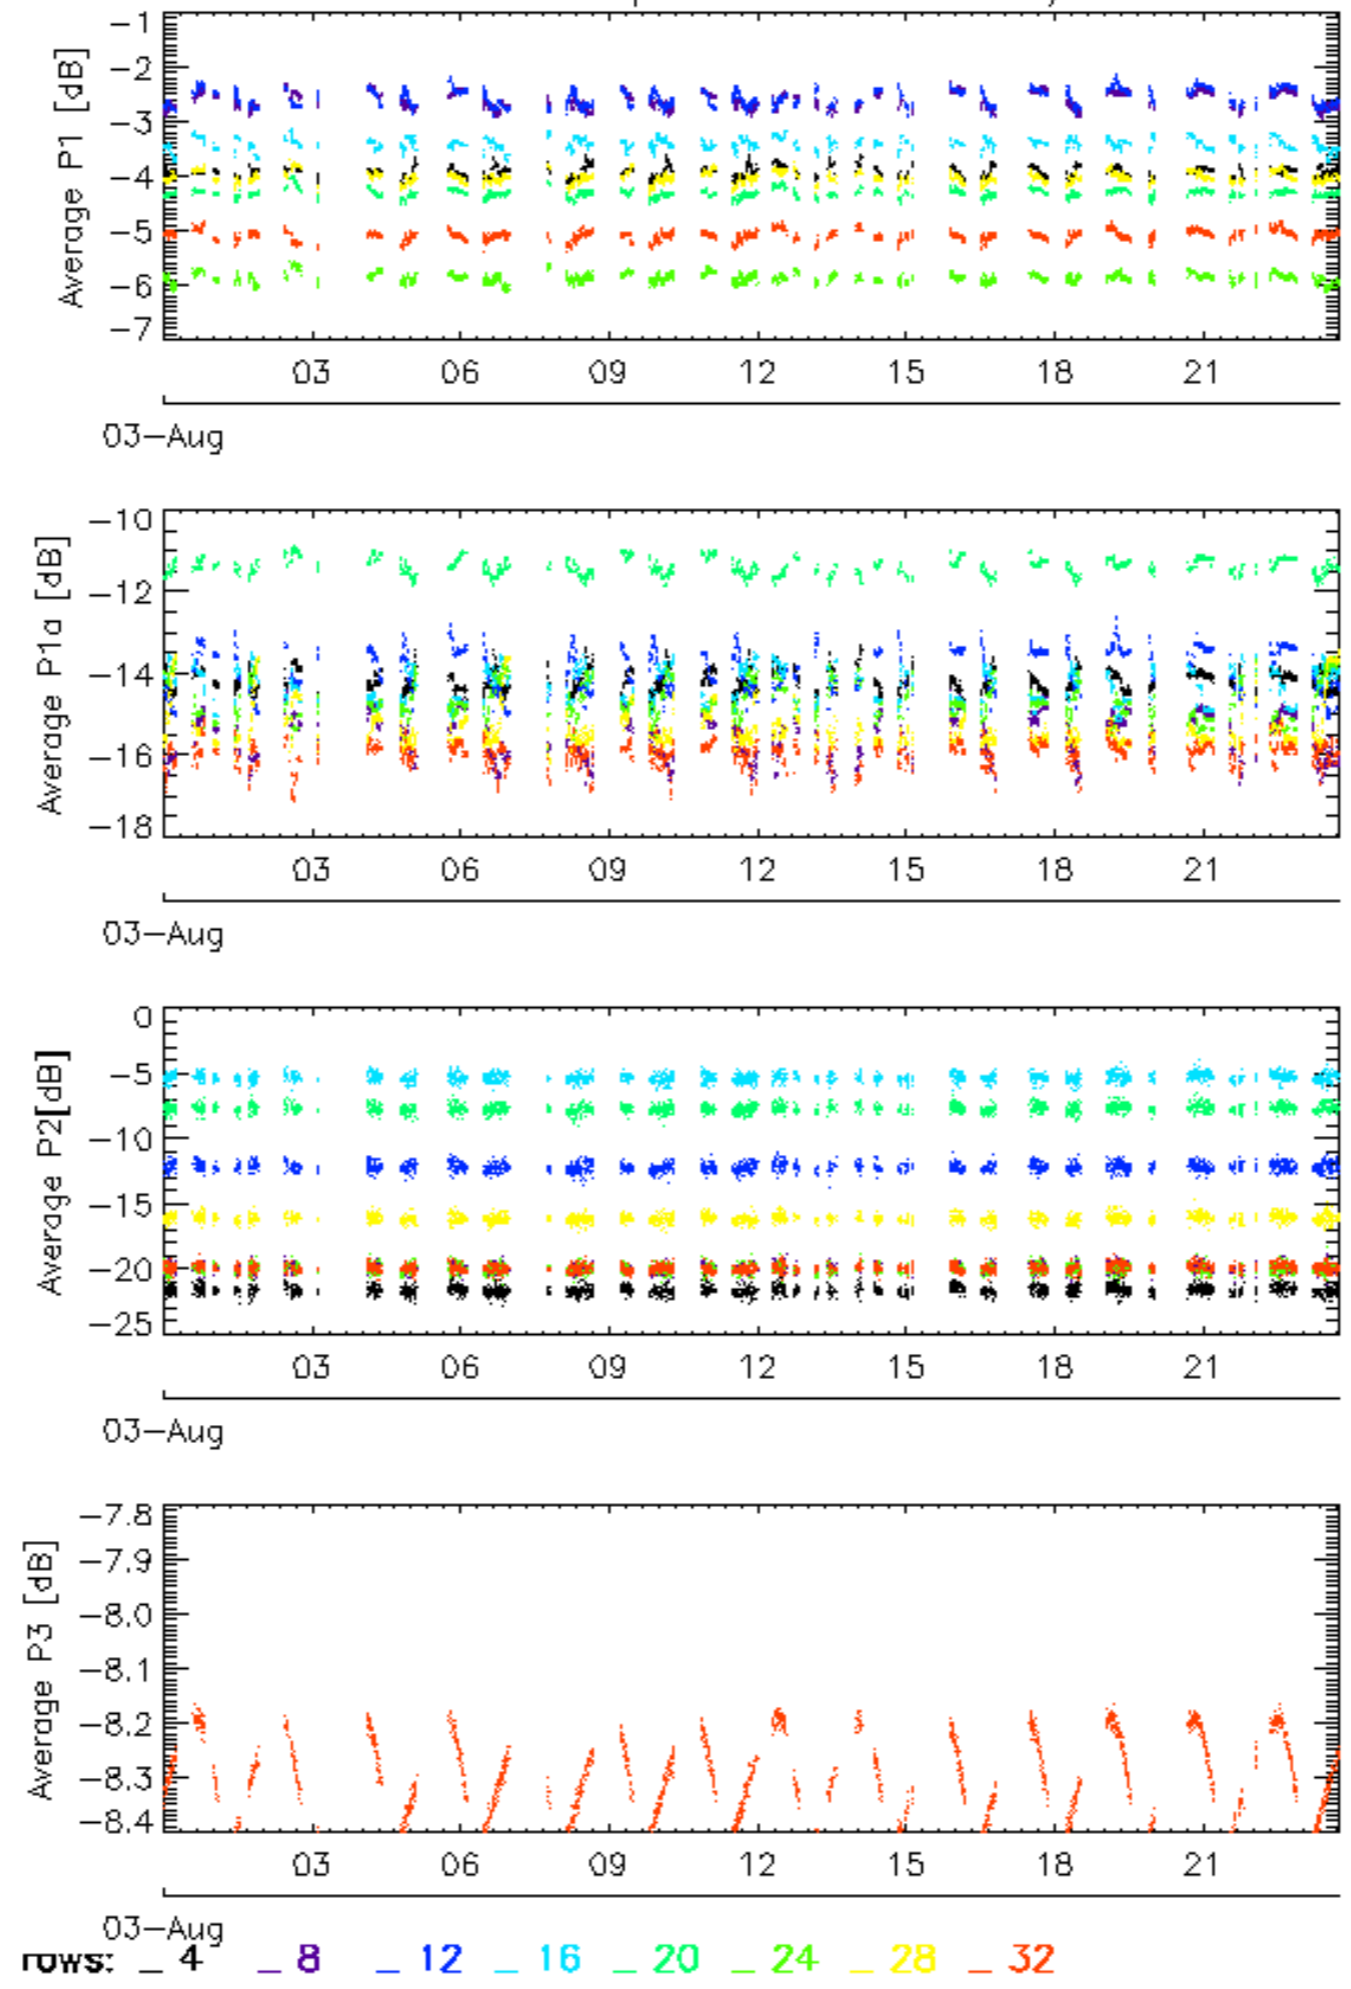 Average P1 [dB]
-1
-2
-3
-4
-5
-6
-7
03 06 09 12 15 18 21
03-Aug
Average P1a [dB]
-10
-12
-14
-16
-18
03 06 09 12 15 18 21
03-Aug
Average P2[dB]
0
-5
-10
-15
-20
-25
03 06 09 12 15 18 21
03-Aug
Average P3 [dB]
-7.8
-7.9
-8.0
-8.1
-8.2
-8.3
-8.4
03 06 09 12 15 18 21
03-Aug
rows: _ 4 _ 8 _ 12 _ 16 _ 20 _ 24 _ 28 _ 32